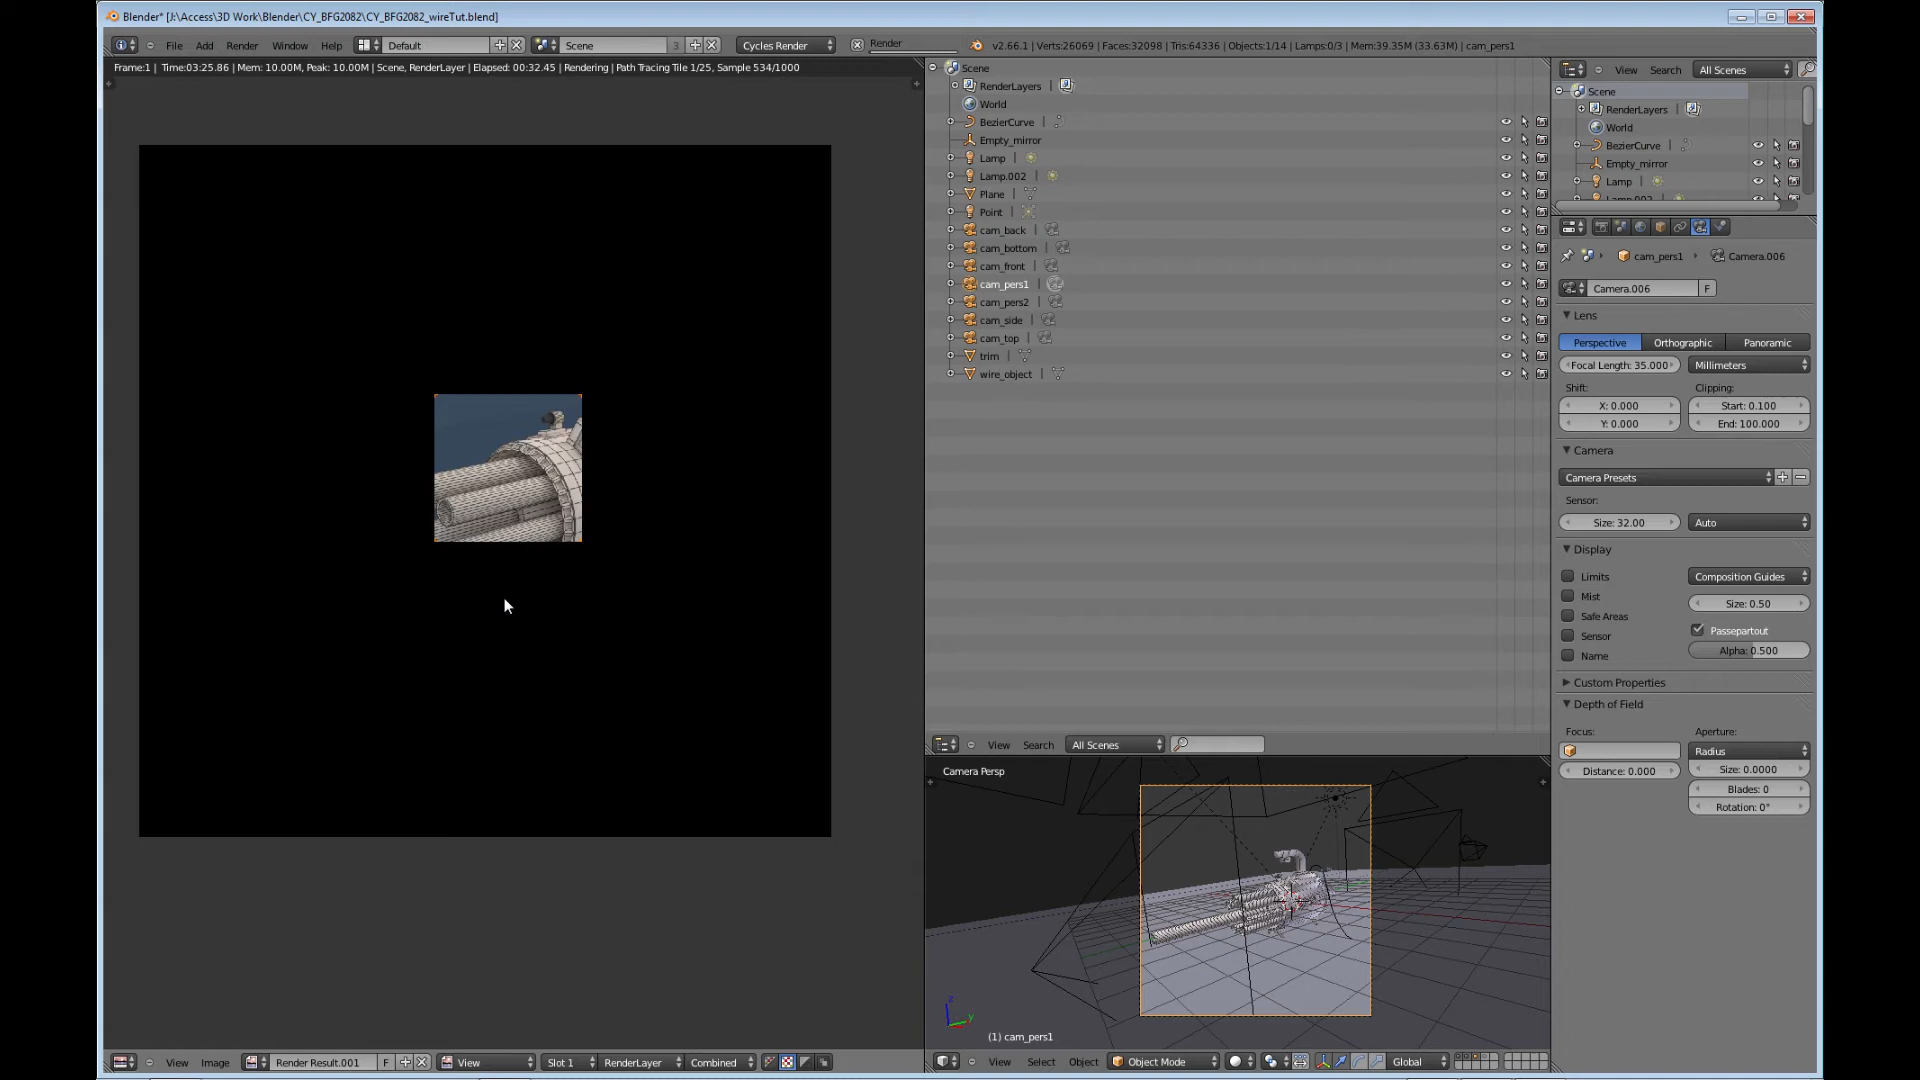 Blender* [J:\Access\3D Work\Blender\CY_BFG2082\CY_BFG2082_wireTut.blend]
File Add Render Window Help Default Scene 3 Cycles Render Render v2.66.1 | Verts:26069 | Faces:32098 | Tris:64336 | Objects:1/14 | Lamps:0/3 | Mem:39.35M (33.63M) | cam_pers1
Frame:1 | Time:03:25.86 | Mem: 10.00M, Peak: 10.00M | Scene, RenderLayer | Elapsed: 00:32.45 | Rendering | Path Tracing Tile 1/25, Sample 534/1000
Scene
RenderLayers
World
BezierCurve
Empty_mirror
Lamp
Lamp.002
Plane
Point
cam_back
cam_bottom
cam_front
cam_pers1
cam_pers2
cam_side
cam_top
trim
wire_object
View Search All Scenes
Camera Persp
(1) cam_pers1
View Select Object Object Mode Global
View Image Render Result.001 F View Slot 1 RenderLayer Combined
View Search All Scenes
Scene
RenderLayers
World
BezierCurve
Empty_mirror
Lamp
Lamp.002
cam_pers1 Camera.006
Camera.006 F
Lens
Perspective Orthographic Panoramic
Focal Length: 35.000 Millimeters
Shift: Clipping:
X: 0.000 Start: 0.100
Y: 0.000 End: 100.000
Camera
Camera Presets
Sensor:
Size: 32.00 Auto
Display
Limits Composition Guides
Mist Size: 0.50
Safe Areas
Sensor Passepartout
Name Alpha: 0.500
Custom Properties
Depth of Field
Focus: Aperture:
Radius
Distance: 0.000 Size: 0.0000
Blades: 0
Rotation: 0°